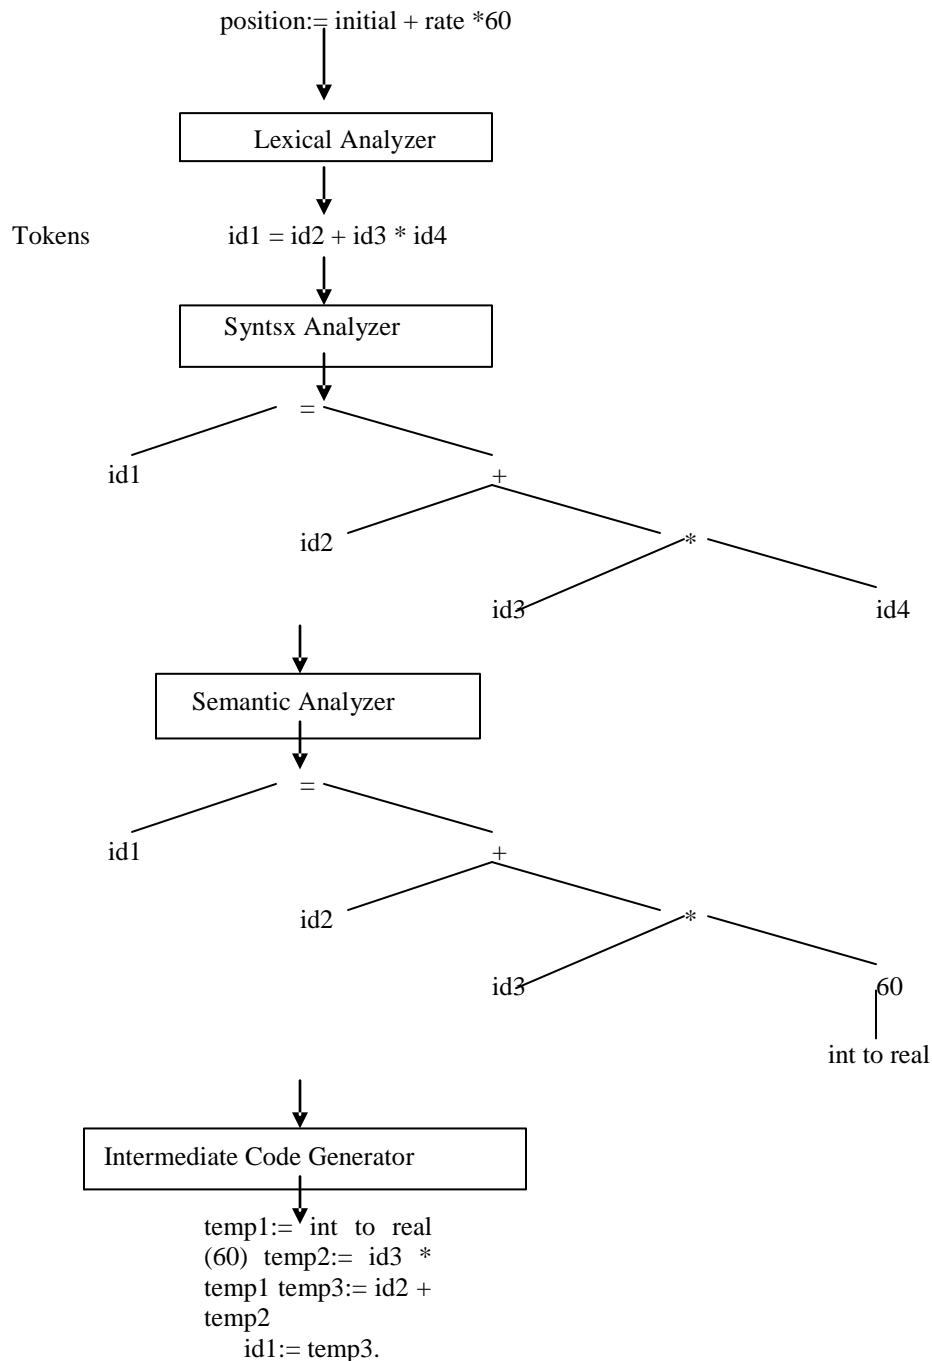 position:= initial + rate *60
Lexical Analyzer
Tokens id1 = id2 + id3 * id4
Syntsx Analyzer
=
id1
+
id2
*
id3 id4
Semantic Analyzer
=
id1
+
id2
*
id3 60
int to real
Intermediate Code Generator
temp1:= int to real
(60) temp2:= id3 *
temp1 temp3:= id2 +
temp2
id1:= temp3.